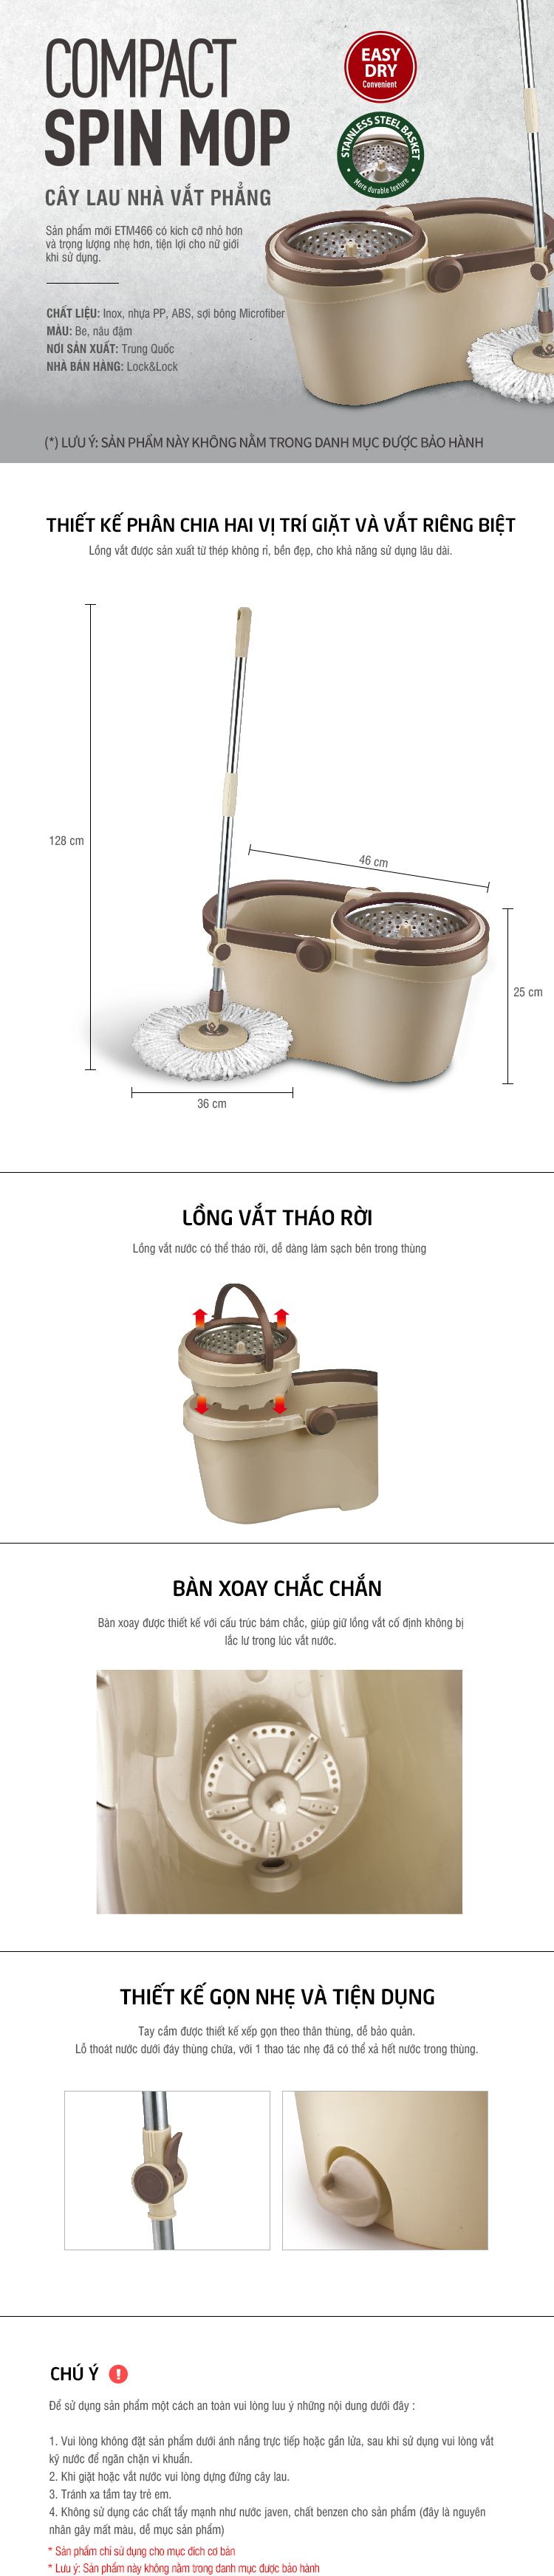 COMPACT
SPIN MOP
CÂY LAU NHÀ VẮT PHẲNG
EASY
DRY
Convenient
STAINLESS STEEL BASKET
More durable texture
Sản phẩm mới ETM466 có kích cỡ nhỏ hơn
và trọng lượng nhẹ hơn, tiện lợi cho nữ giới
khi sử dụng.
CHẤT LIỆU: Inox, nhựa PP, ABS, sợi bông Microfiber
MÀU: Be, nâu đậm
NƠI SẢN XUẤT: Trung Quốc
NHÀ BÁN HÀNG: Lock&Lock
(*) LƯU Ý: SẢN PHẨM NÀY KHÔNG NẰM TRONG DANH MỤC ĐƯỢC BẢO HÀNH
THIẾT KẾ PHÂN CHIA HAI VỊ TRÍ GIẶT VÀ VẮT RIÊNG BIỆT
Lồng vắt được sản xuất từ thép không rỉ, bền đẹp, cho khả năng sử dụng lâu dài.
128 cm
46 cm
25 cm
36 cm
LỒNG VẮT THÁO RỜI
Lồng vắt nước có thể tháo rời, dễ dàng làm sạch bên trong thùng
BÀN XOAY CHẮC CHẮN
Bàn xoay được thiết kế với cấu trúc bám chắc, giúp giữ lồng vắt cố định không bị
lắc lư trong lúc vắt nước.
THIẾT KẾ GỌN NHẸ VÀ TIỆN DỤNG
Tay cầm được thiết kế xếp gọn theo thân thùng, dễ bảo quản.
Lỗ thoát nước dưới đáy thùng chứa, với 1 thao tác nhẹ đã có thể xả hết nước trong thùng.
CHÚ Ý !
Để sử dụng sản phẩm một cách an toàn vui lòng lưu ý những nội dung dưới đây :
1. Vui lòng không đặt sản phẩm dưới ánh nắng trực tiếp hoặc gần lửa, sau khi sử dụng vui lòng vắt
kỹ nước để ngăn chặn vi khuẩn.
2. Khi giặt hoặc vắt nước vui lòng dựng đứng cây lau.
3. Tránh xa tầm tay trẻ em.
4. Không sử dụng các chất tẩy mạnh như nước javen, chất benzen cho sản phẩm (đây là nguyên
nhân gây mất màu, dễ mục sản phẩm)
* Sản phẩm chỉ sử dụng cho mục đích cơ bản
* Lưu ý: Sản phẩm này không nằm trong danh mục được bảo hành